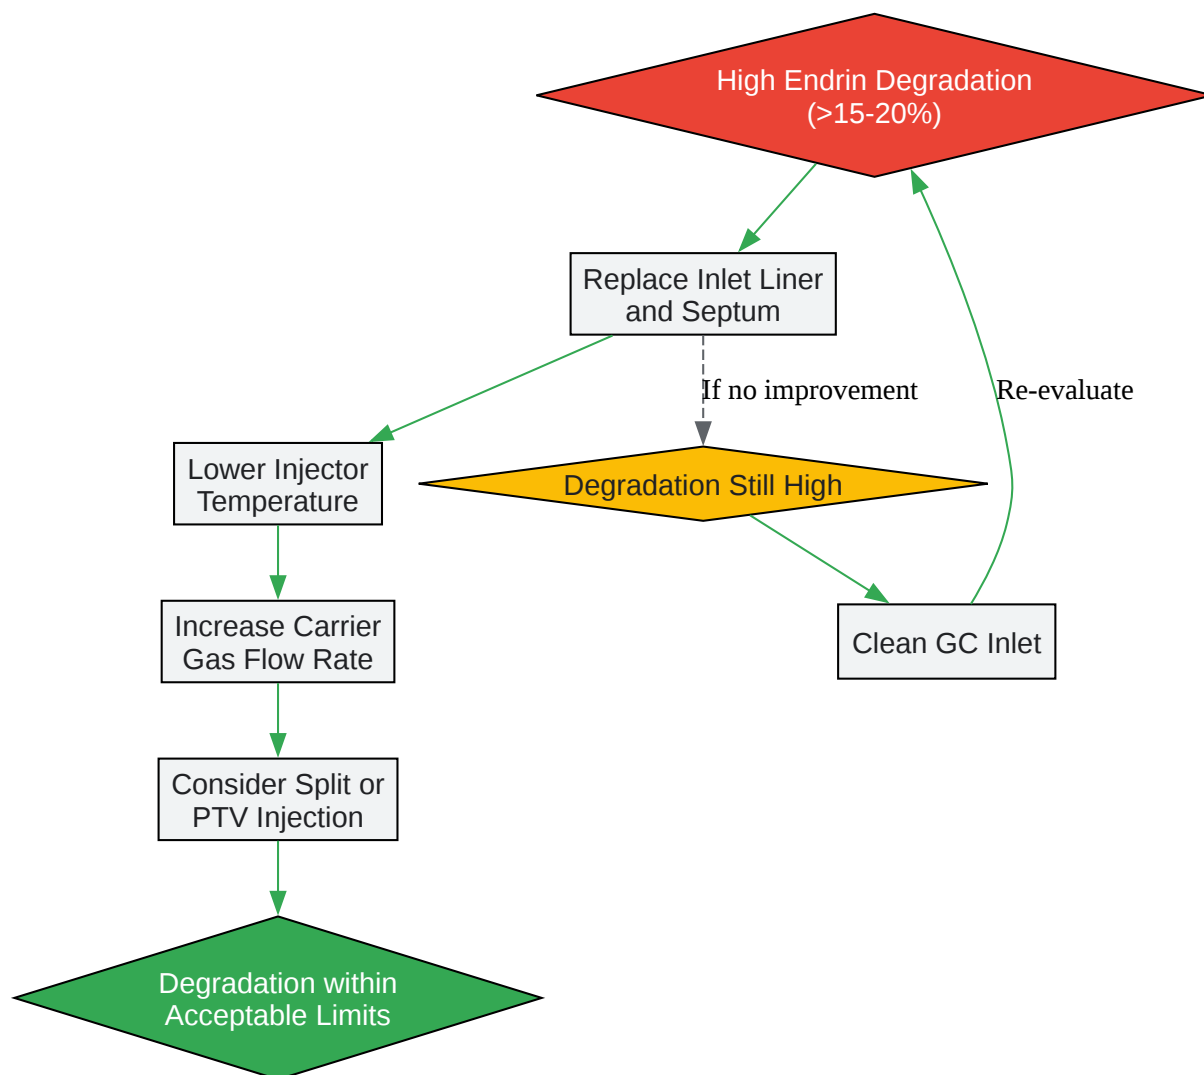 High Endrin Degradation
(>15-20%)
Replace Inlet Liner
and Septum
If no improvement
Re-evaluate
Lower Injector
Temperature
Degradation Still High
Increase Carrier
Gas Flow Rate
Clean GC Inlet
Consider Split or
PTV Injection
Degradation within
Acceptable Limits